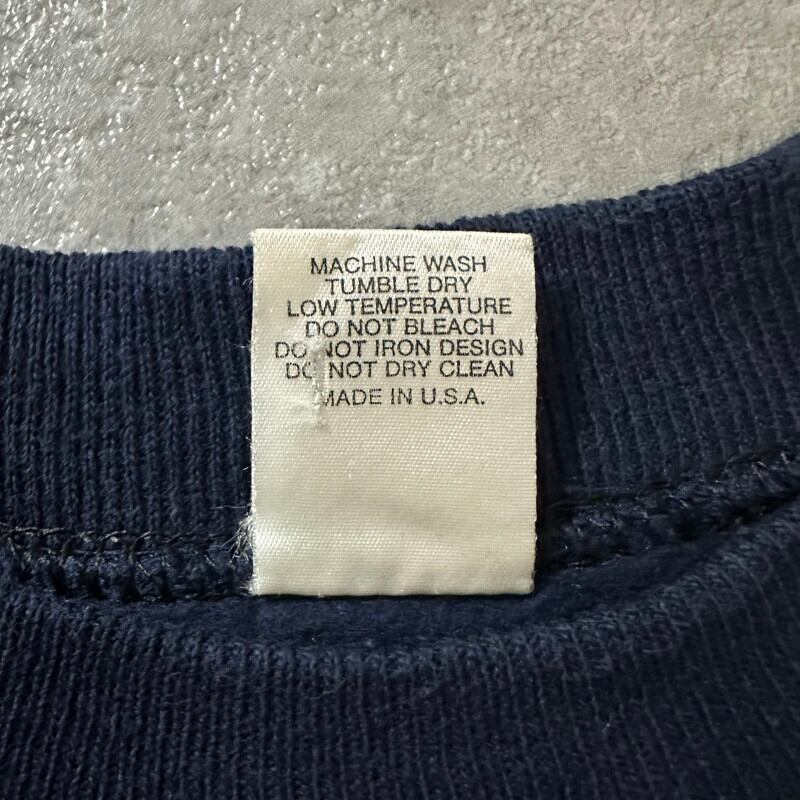 MACHINE WASH
TUMBLE DRY
LOW TEMPERATURE
DO NOT BLEACH
DO NOT IRON DESIGN
DO NOT DRY CLEAN
MADE IN U.S.A.